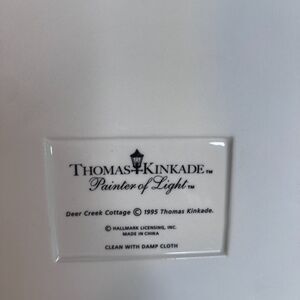 THOMAS KINKADE™
Painter of Light™
Deer Creek Cottage © 1995 Thomas Kinkade.
© HALLMARK LICENSING, INC.
MADE IN CHINA
CLEAN WITH DAMP CLOTH